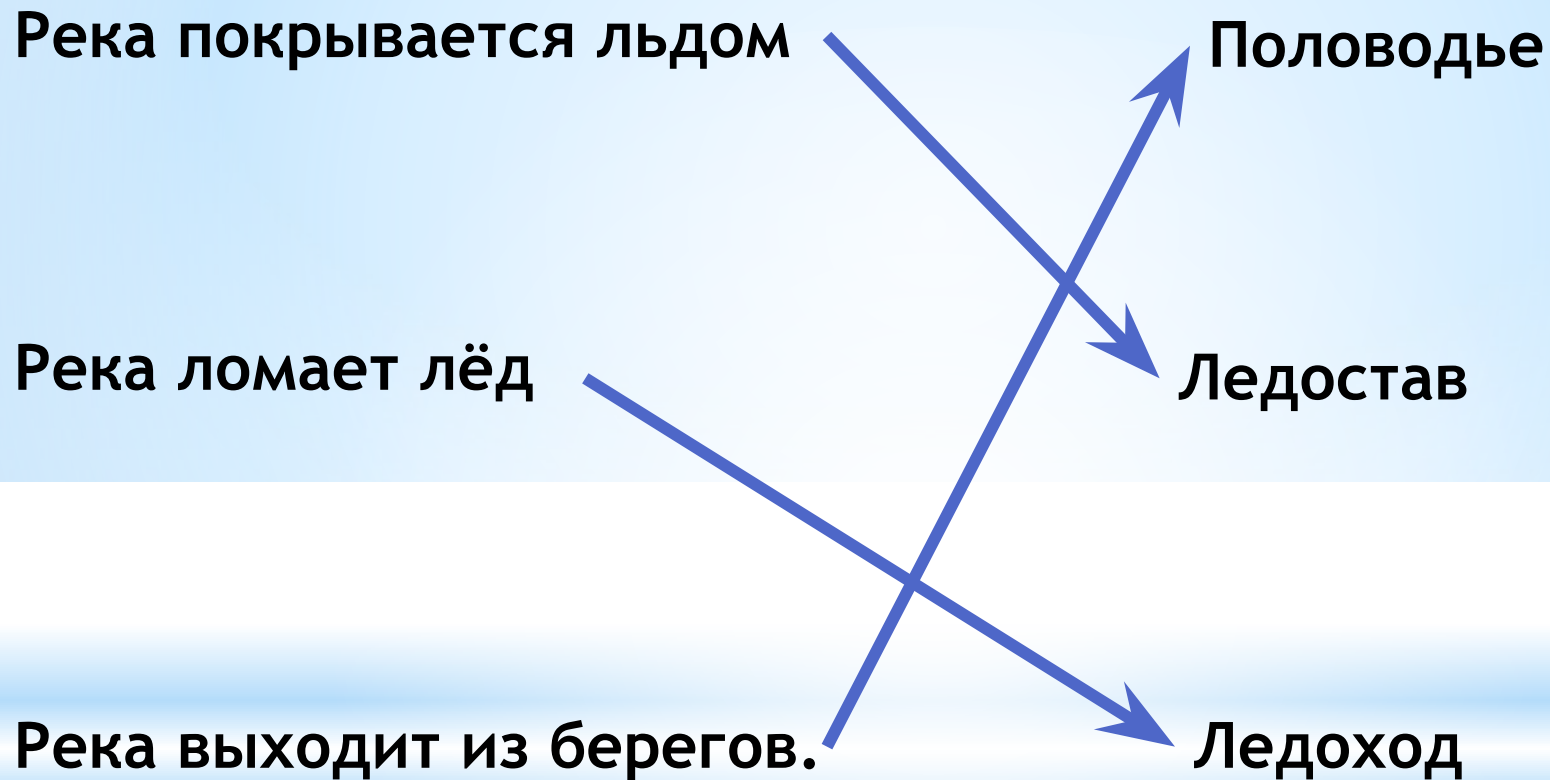 Река покрывается льдом
Половодье
Река ломает лёд
Ледостав
Река выходит из берегов.
Ледоход